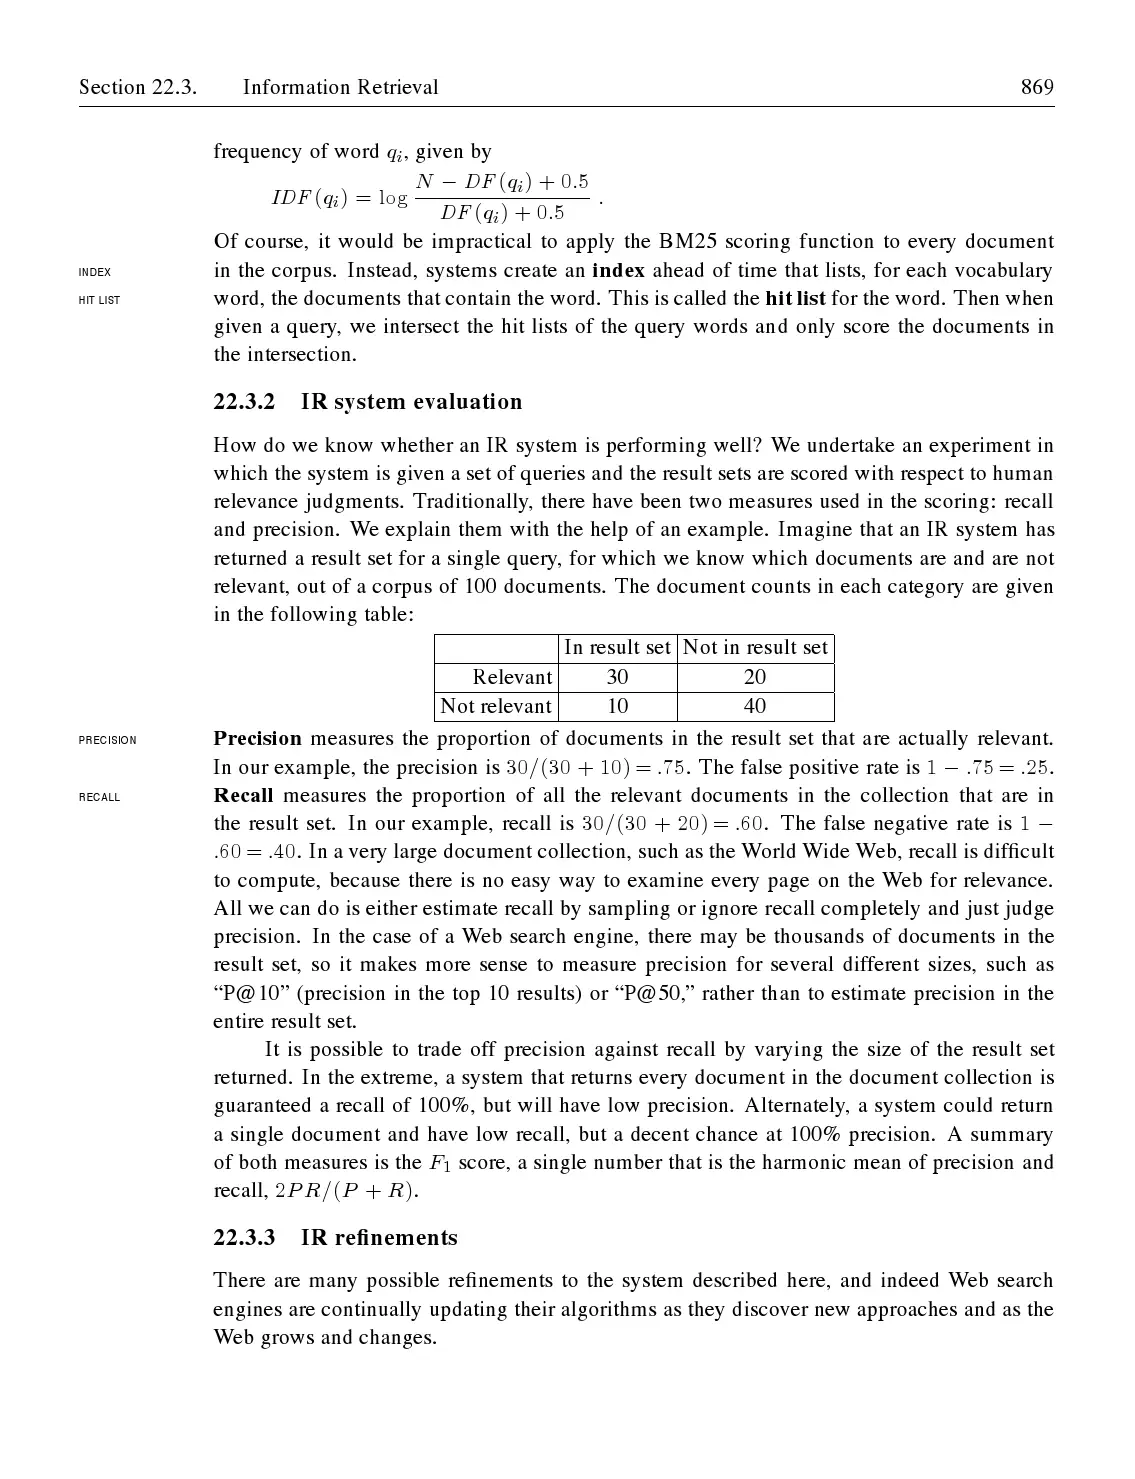 Section 22.3. Information Retrieval 869
frequency of word qᵢ, given by
IDF(qᵢ) = log (N − DF(qᵢ) + 0.5) / (DF(qᵢ) + 0.5) .
Of course, it would be impractical to apply the BM25 scoring function to every document
INDEX in the corpus. Instead, systems create an index ahead of time that lists, for each vocabulary
HIT LIST word, the documents that contain the word. This is called the hit list for the word. Then when
given a query, we intersect the hit lists of the query words and only score the documents in
the intersection.
22.3.2 IR system evaluation
How do we know whether an IR system is performing well? We undertake an experiment in
which the system is given a set of queries and the result sets are scored with respect to human
relevance judgments. Traditionally, there have been two measures used in the scoring: recall
and precision. We explain them with the help of an example. Imagine that an IR system has
returned a result set for a single query, for which we know which documents are and are not
relevant, out of a corpus of 100 documents. The document counts in each category are given
in the following table:
In result set Not in result set
Relevant 30 20
Not relevant 10 40
PRECISION Precision measures the proportion of documents in the result set that are actually relevant.
In our example, the precision is 30/(30 + 10) = .75. The false positive rate is 1 − .75 = .25.
RECALL Recall measures the proportion of all the relevant documents in the collection that are in
the result set. In our example, recall is 30/(30 + 20) = .60. The false negative rate is 1 −
.60 = .40. In a very large document collection, such as the World Wide Web, recall is difficult
to compute, because there is no easy way to examine every page on the Web for relevance.
All we can do is either estimate recall by sampling or ignore recall completely and just judge
precision. In the case of a Web search engine, there may be thousands of documents in the
result set, so it makes more sense to measure precision for several different sizes, such as
“P@10” (precision in the top 10 results) or “P@50,” rather than to estimate precision in the
entire result set.
It is possible to trade off precision against recall by varying the size of the result set
returned. In the extreme, a system that returns every document in the document collection is
guaranteed a recall of 100%, but will have low precision. Alternately, a system could return
a single document and have low recall, but a decent chance at 100% precision. A summary
of both measures is the F₁ score, a single number that is the harmonic mean of precision and
recall, 2PR/(P + R).
22.3.3 IR refinements
There are many possible refinements to the system described here, and indeed Web search
engines are continually updating their algorithms as they discover new approaches and as the
Web grows and changes.